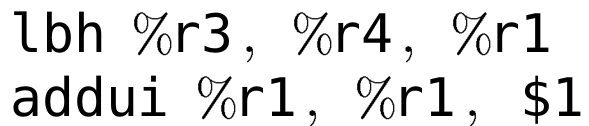 lbh %r3, %r4, %r1
addui %r1, %r1, $1